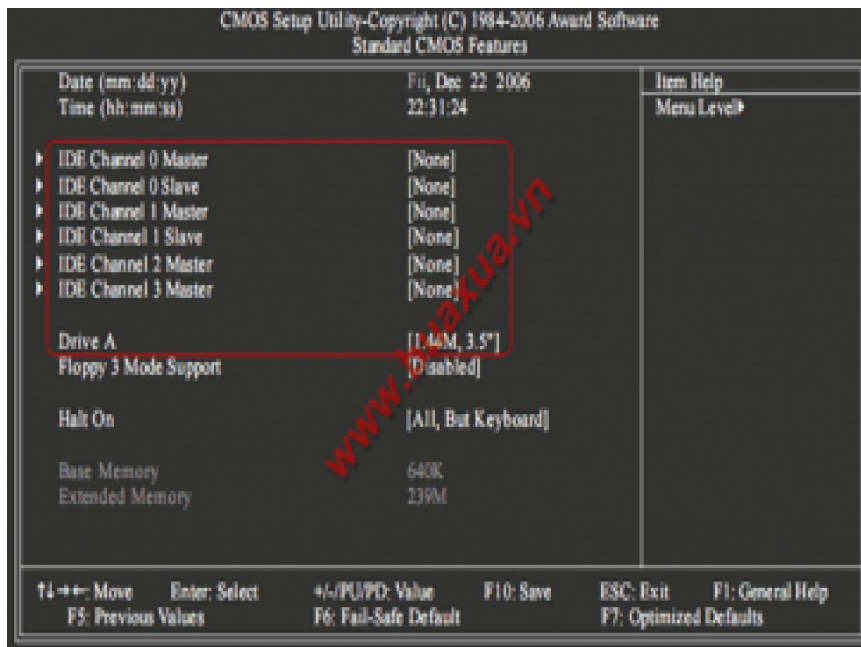 CMOS Setup Utility-Copyright (C) 1984-2006 Award Software
Standard CMOS Features
Date (mm:dd:yy) Fri, Dec 22 2006
Time (hh:mm:ss) 22:31:24
IDE Channel 0 Master [None]
IDE Channel 0 Slave [None]
IDE Channel 1 Master [None]
IDE Channel 1 Slave [None]
IDE Channel 2 Master [None]
IDE Channel 3 Master [None]
Drive A [1.44M, 3.5"]
Floppy 3 Mode Support [Disabled]
Halt On [All, But Keyboard]
Base Memory 640K
Extended Memory 239M
Item Help
Menu Level
↑↓→←: Move Enter: Select +/-/PU/PD: Value F10: Save ESC: Exit F1: General Help
F5: Previous Values F6: Fail-Safe Default F7: Optimized Defaults